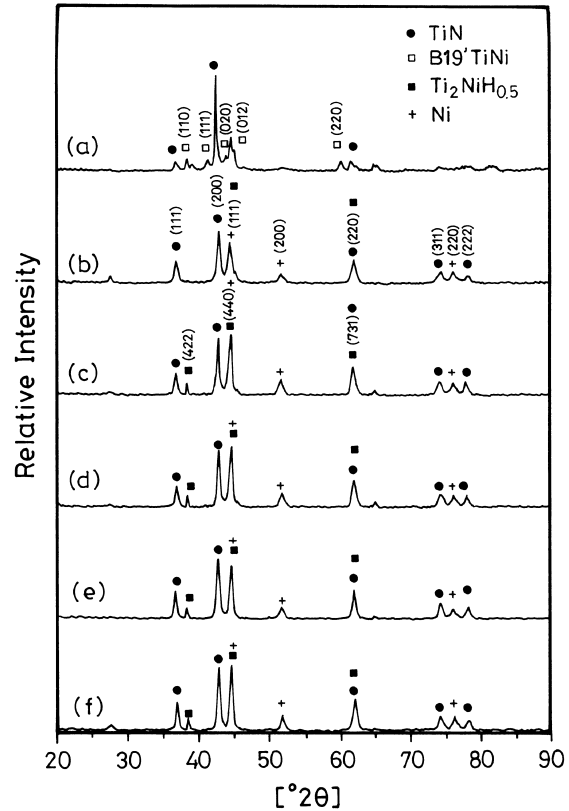 ● TiN
□ B19'TiNi
■ Ti₂NiH₀.₅
+ Ni
(a)
(110)
(111)
(020)
(012)
(220)
(b)
(111)
(200)
(111)
(200)
(220)
(311)
(220)
(222)
(c)
(422)
(440)
(731)
(d)
(e)
(f)
Relative Intensity
20 30 40 50 60 70 80 90
[°2θ]